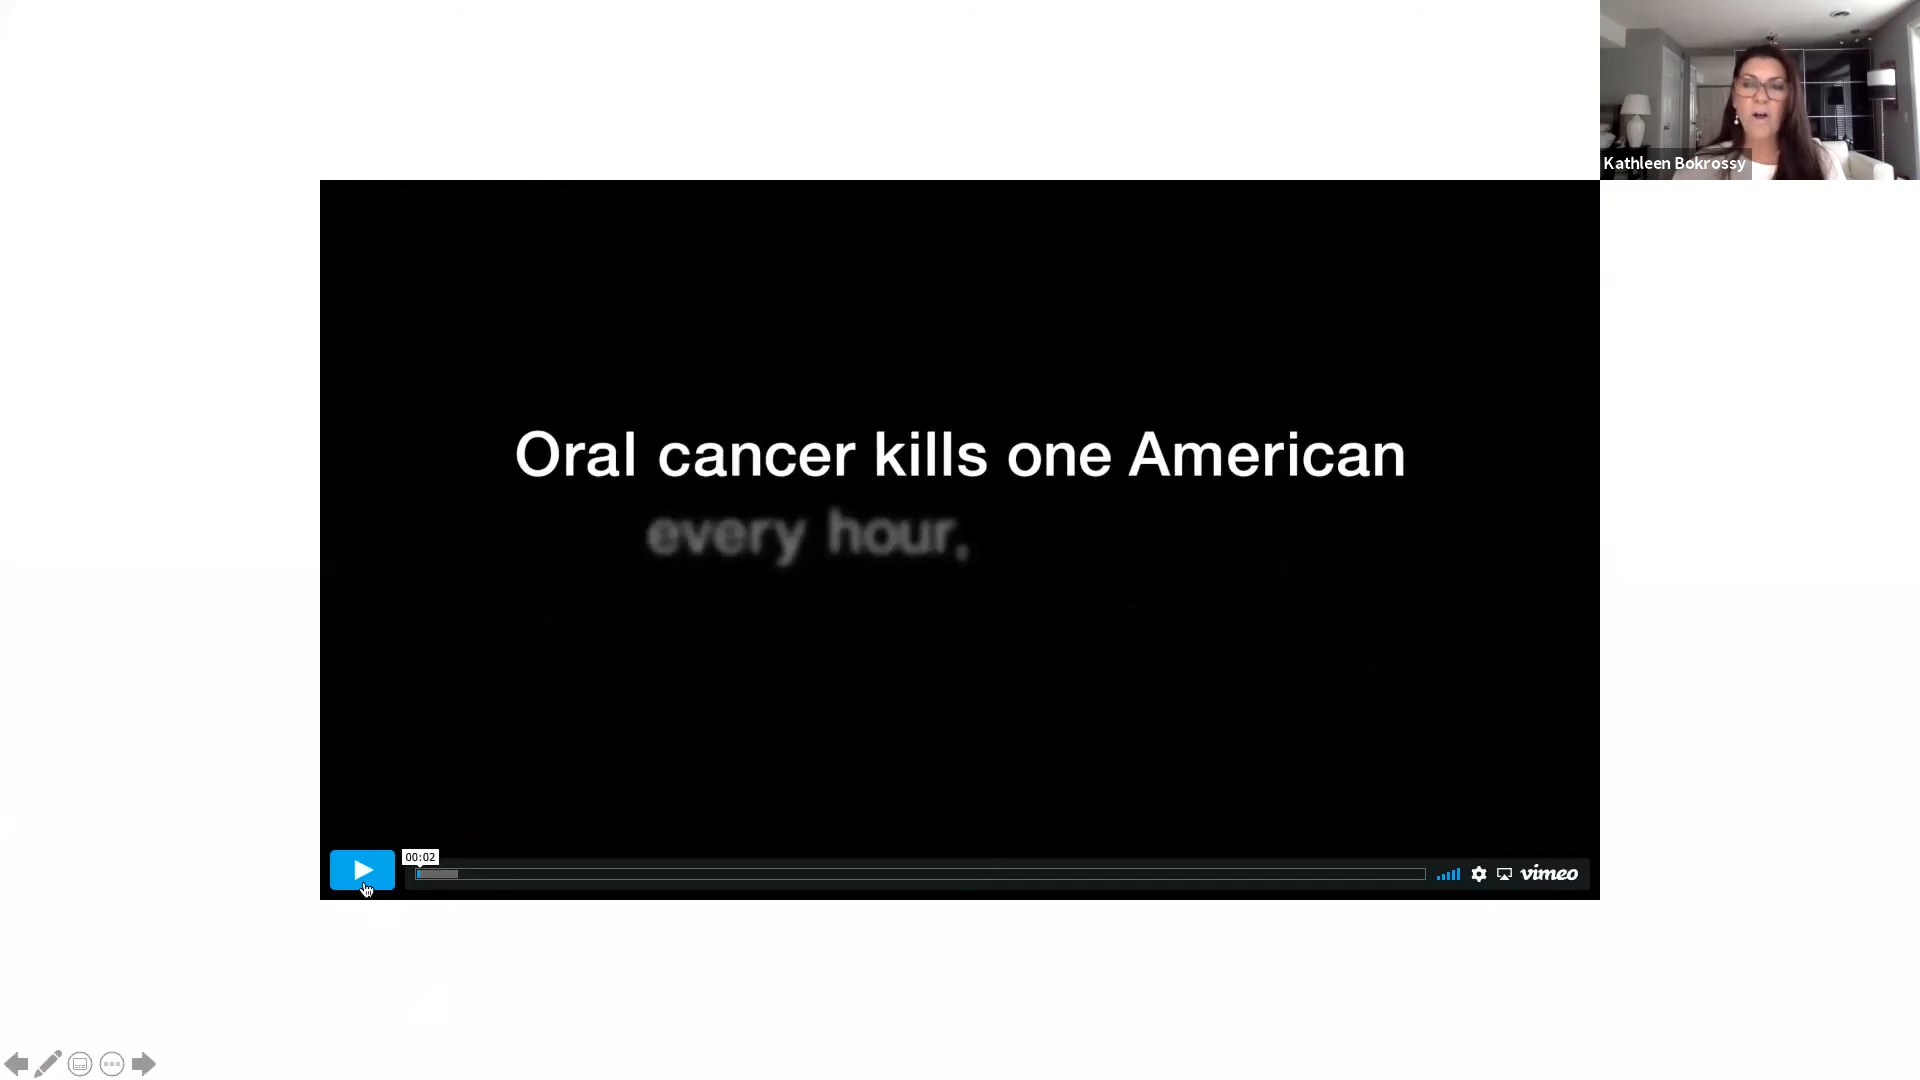 Kathleen Bokrossy
Oral cancer kills one American
every hour,
00:02
vimeo